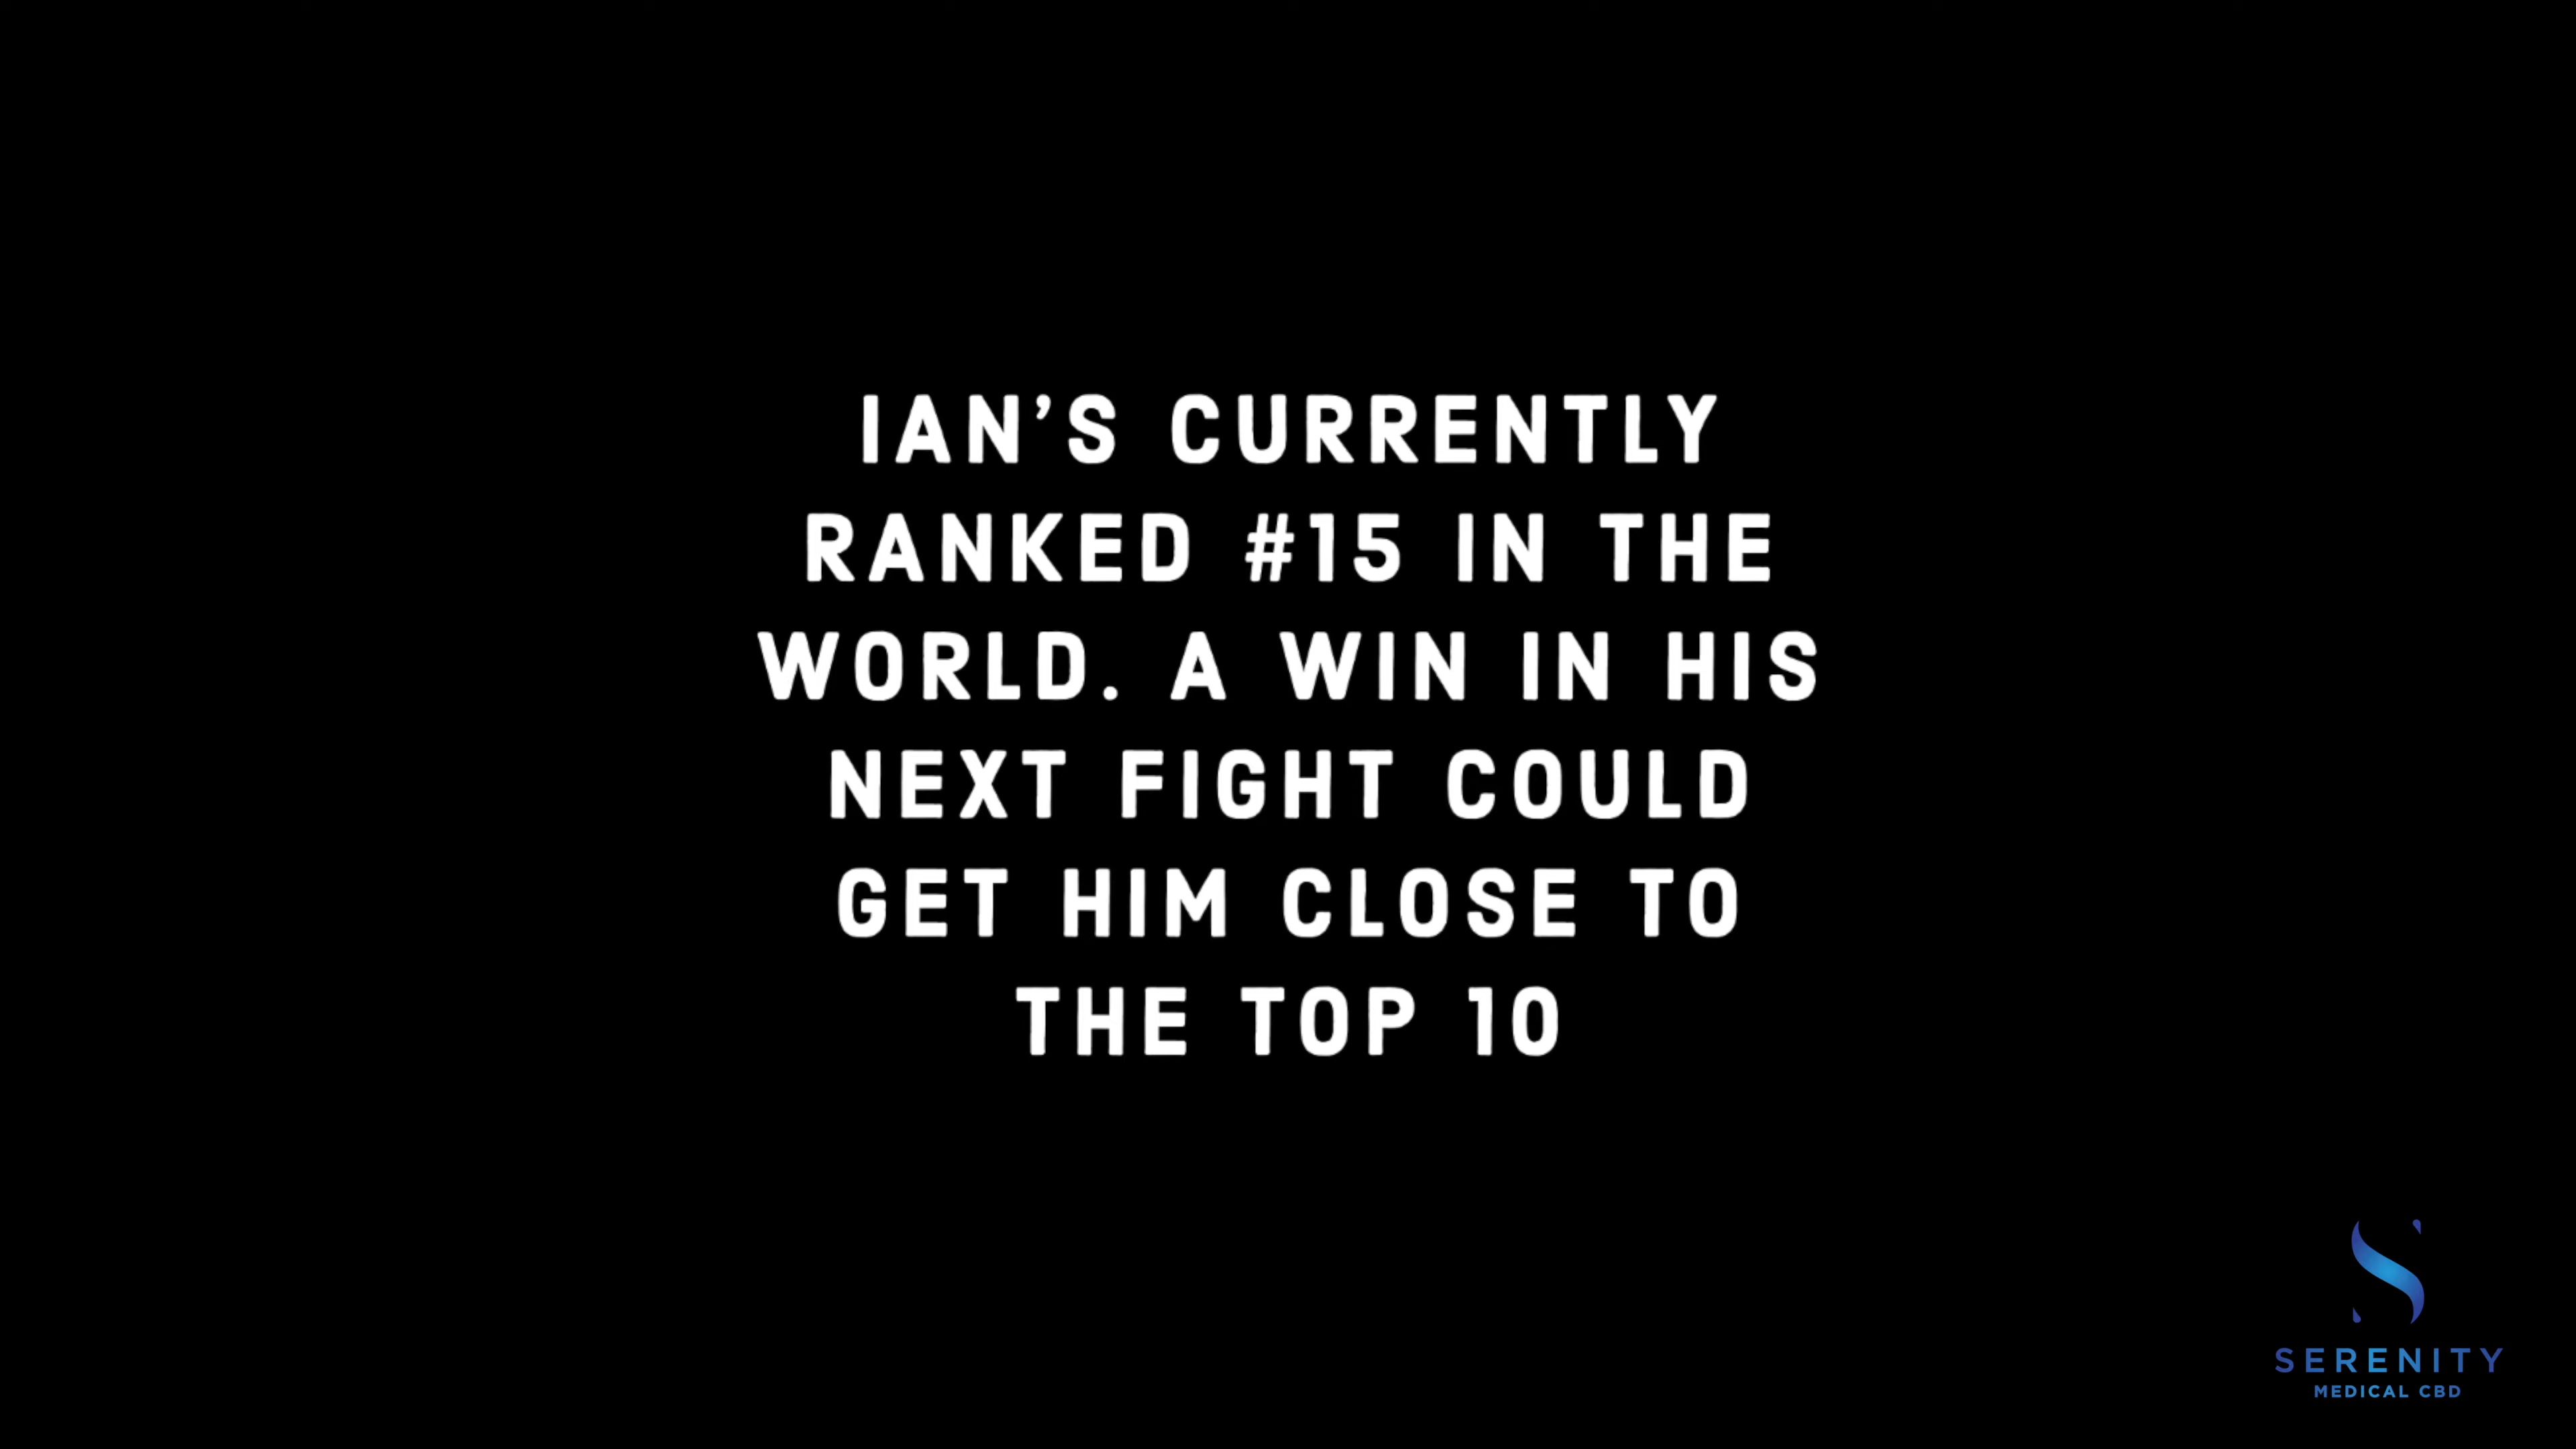 IAN'S CURRENTLY
RANKED #15 IN THE
WORLD. A WIN IN HIS
NEXT FIGHT COULD
GET HIM CLOSE TO
THE TOP 10
SERENITY
MEDICAL CBD